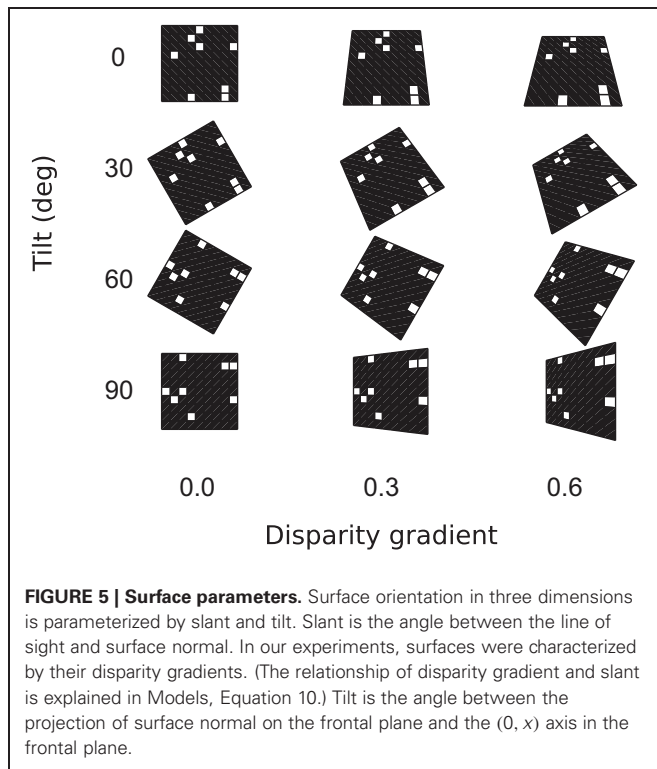 0
30
60
90
Tilt (deg)
0.0 0.3 0.6
Disparity gradient
FIGURE 5 | Surface parameters. Surface orientation in three dimensions
is parameterized by slant and tilt. Slant is the angle between the line of
sight and surface normal. In our experiments, surfaces were characterized
by their disparity gradients. (The relationship of disparity gradient and slant
is explained in Models, Equation 10.) Tilt is the angle between the
projection of surface normal on the frontal plane and the (0, x) axis in the
frontal plane.